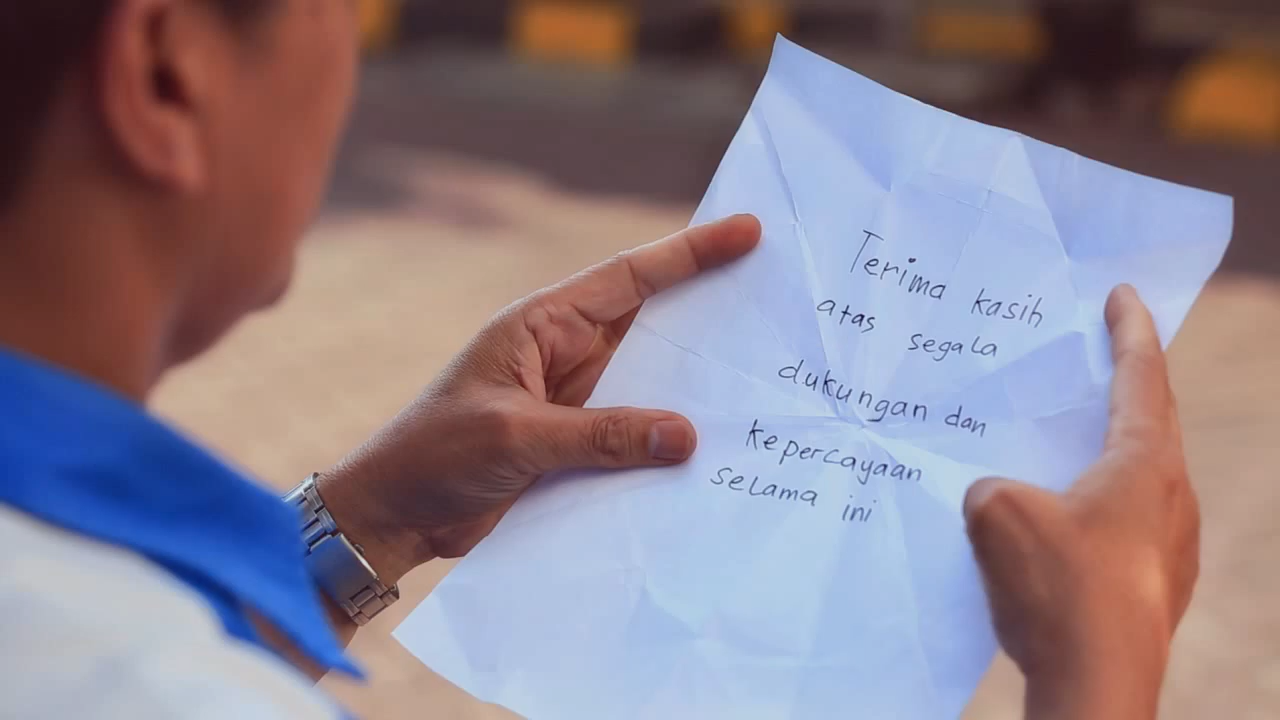 Terima kasih
atas segala
dukungan dan
kepercayaan
selama ini